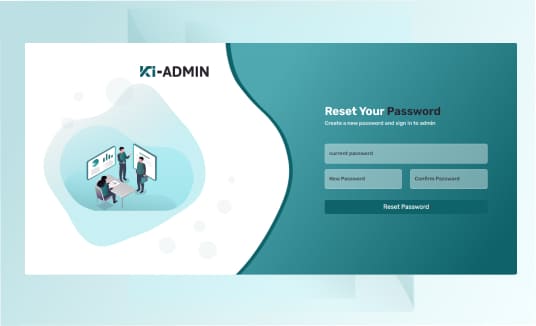 Ki-ADMIN
Reset Your Password
Create a new password and sign in to admin
current password
New Password
Confirm Password
Reset Password